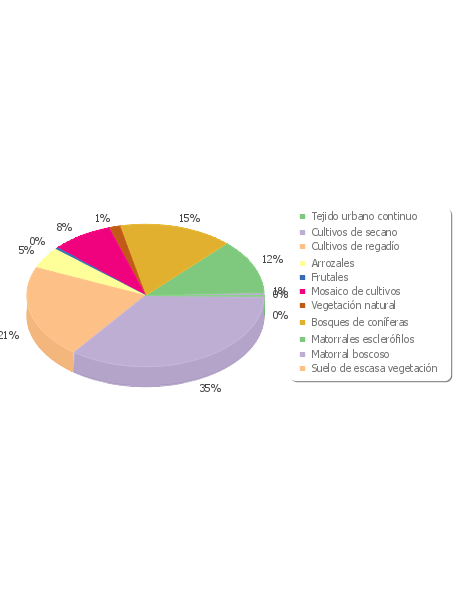 15%
1%
8%
0%
5%
12%
1%
0%
0%
21%
35%
Tejido urbano continuo
Cultivos de secano
Cultivos de regadío
Arrozales
Frutales
Mosaico de cultivos
Vegetación natural
Bosques de coníferas
Matorrales esclerófilos
Matorral boscoso
Suelo de escasa vegetación